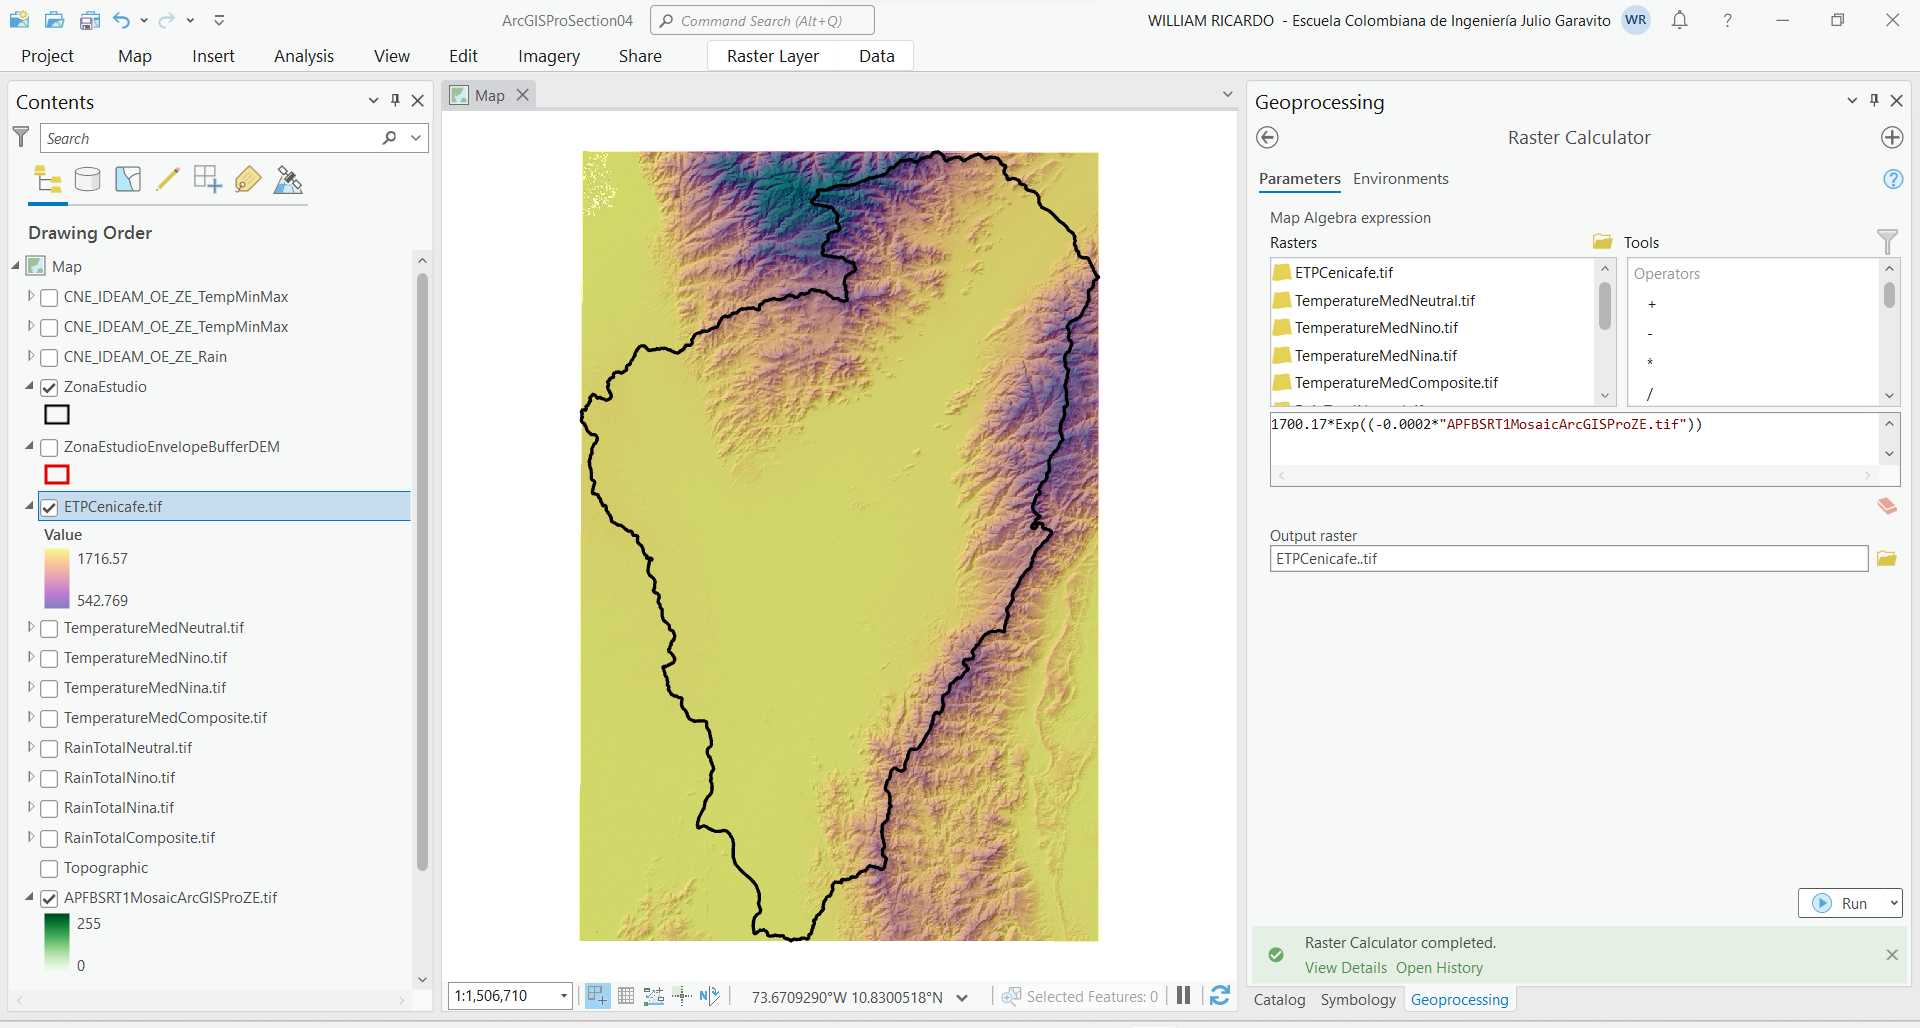 ArcGISProSection04
Command Search (Alt+Q)
WILLIAM RICARDO - Escuela Colombiana de Ingeniería Julio Garavito
WR
?
Project
Map
Insert
Analysis
View
Edit
Imagery
Share
Raster Layer
Data
Contents
Search
Drawing Order
Map
CNE_IDEAM_OE_ZE_TempMinMax
CNE_IDEAM_OE_ZE_TempMinMax
CNE_IDEAM_OE_ZE_Rain
ZonaEstudio
ZonaEstudioEnvelopeBufferDEM
ETPCenicafe.tif
Value
1716.57
542.769
TemperatureMedNeutral.tif
TemperatureMedNino.tif
TemperatureMedNina.tif
TemperatureMedComposite.tif
RainTotalNeutral.tif
RainTotalNino.tif
RainTotalNina.tif
RainTotalComposite.tif
Topographic
APFBSRT1MosaicArcGISProZE.tif
255
0
Map
1:1,506,710
73.6709290°W 10.8300518°N
Selected Features: 0
Geoprocessing
Raster Calculator
Parameters
Environments
?
Map Algebra expression
Rasters
Tools
ETPCenicafe.tif
TemperatureMedNeutral.tif
TemperatureMedNino.tif
TemperatureMedNina.tif
TemperatureMedComposite.tif
Operators
+
-
*
/
1700.17*Exp((-0.0002*"APFBSRT1MosaicArcGISProZE.tif"))
Output raster
ETPCenicafe..tif
Run
Raster Calculator completed.
View Details Open History
Catalog
Symbology
Geoprocessing